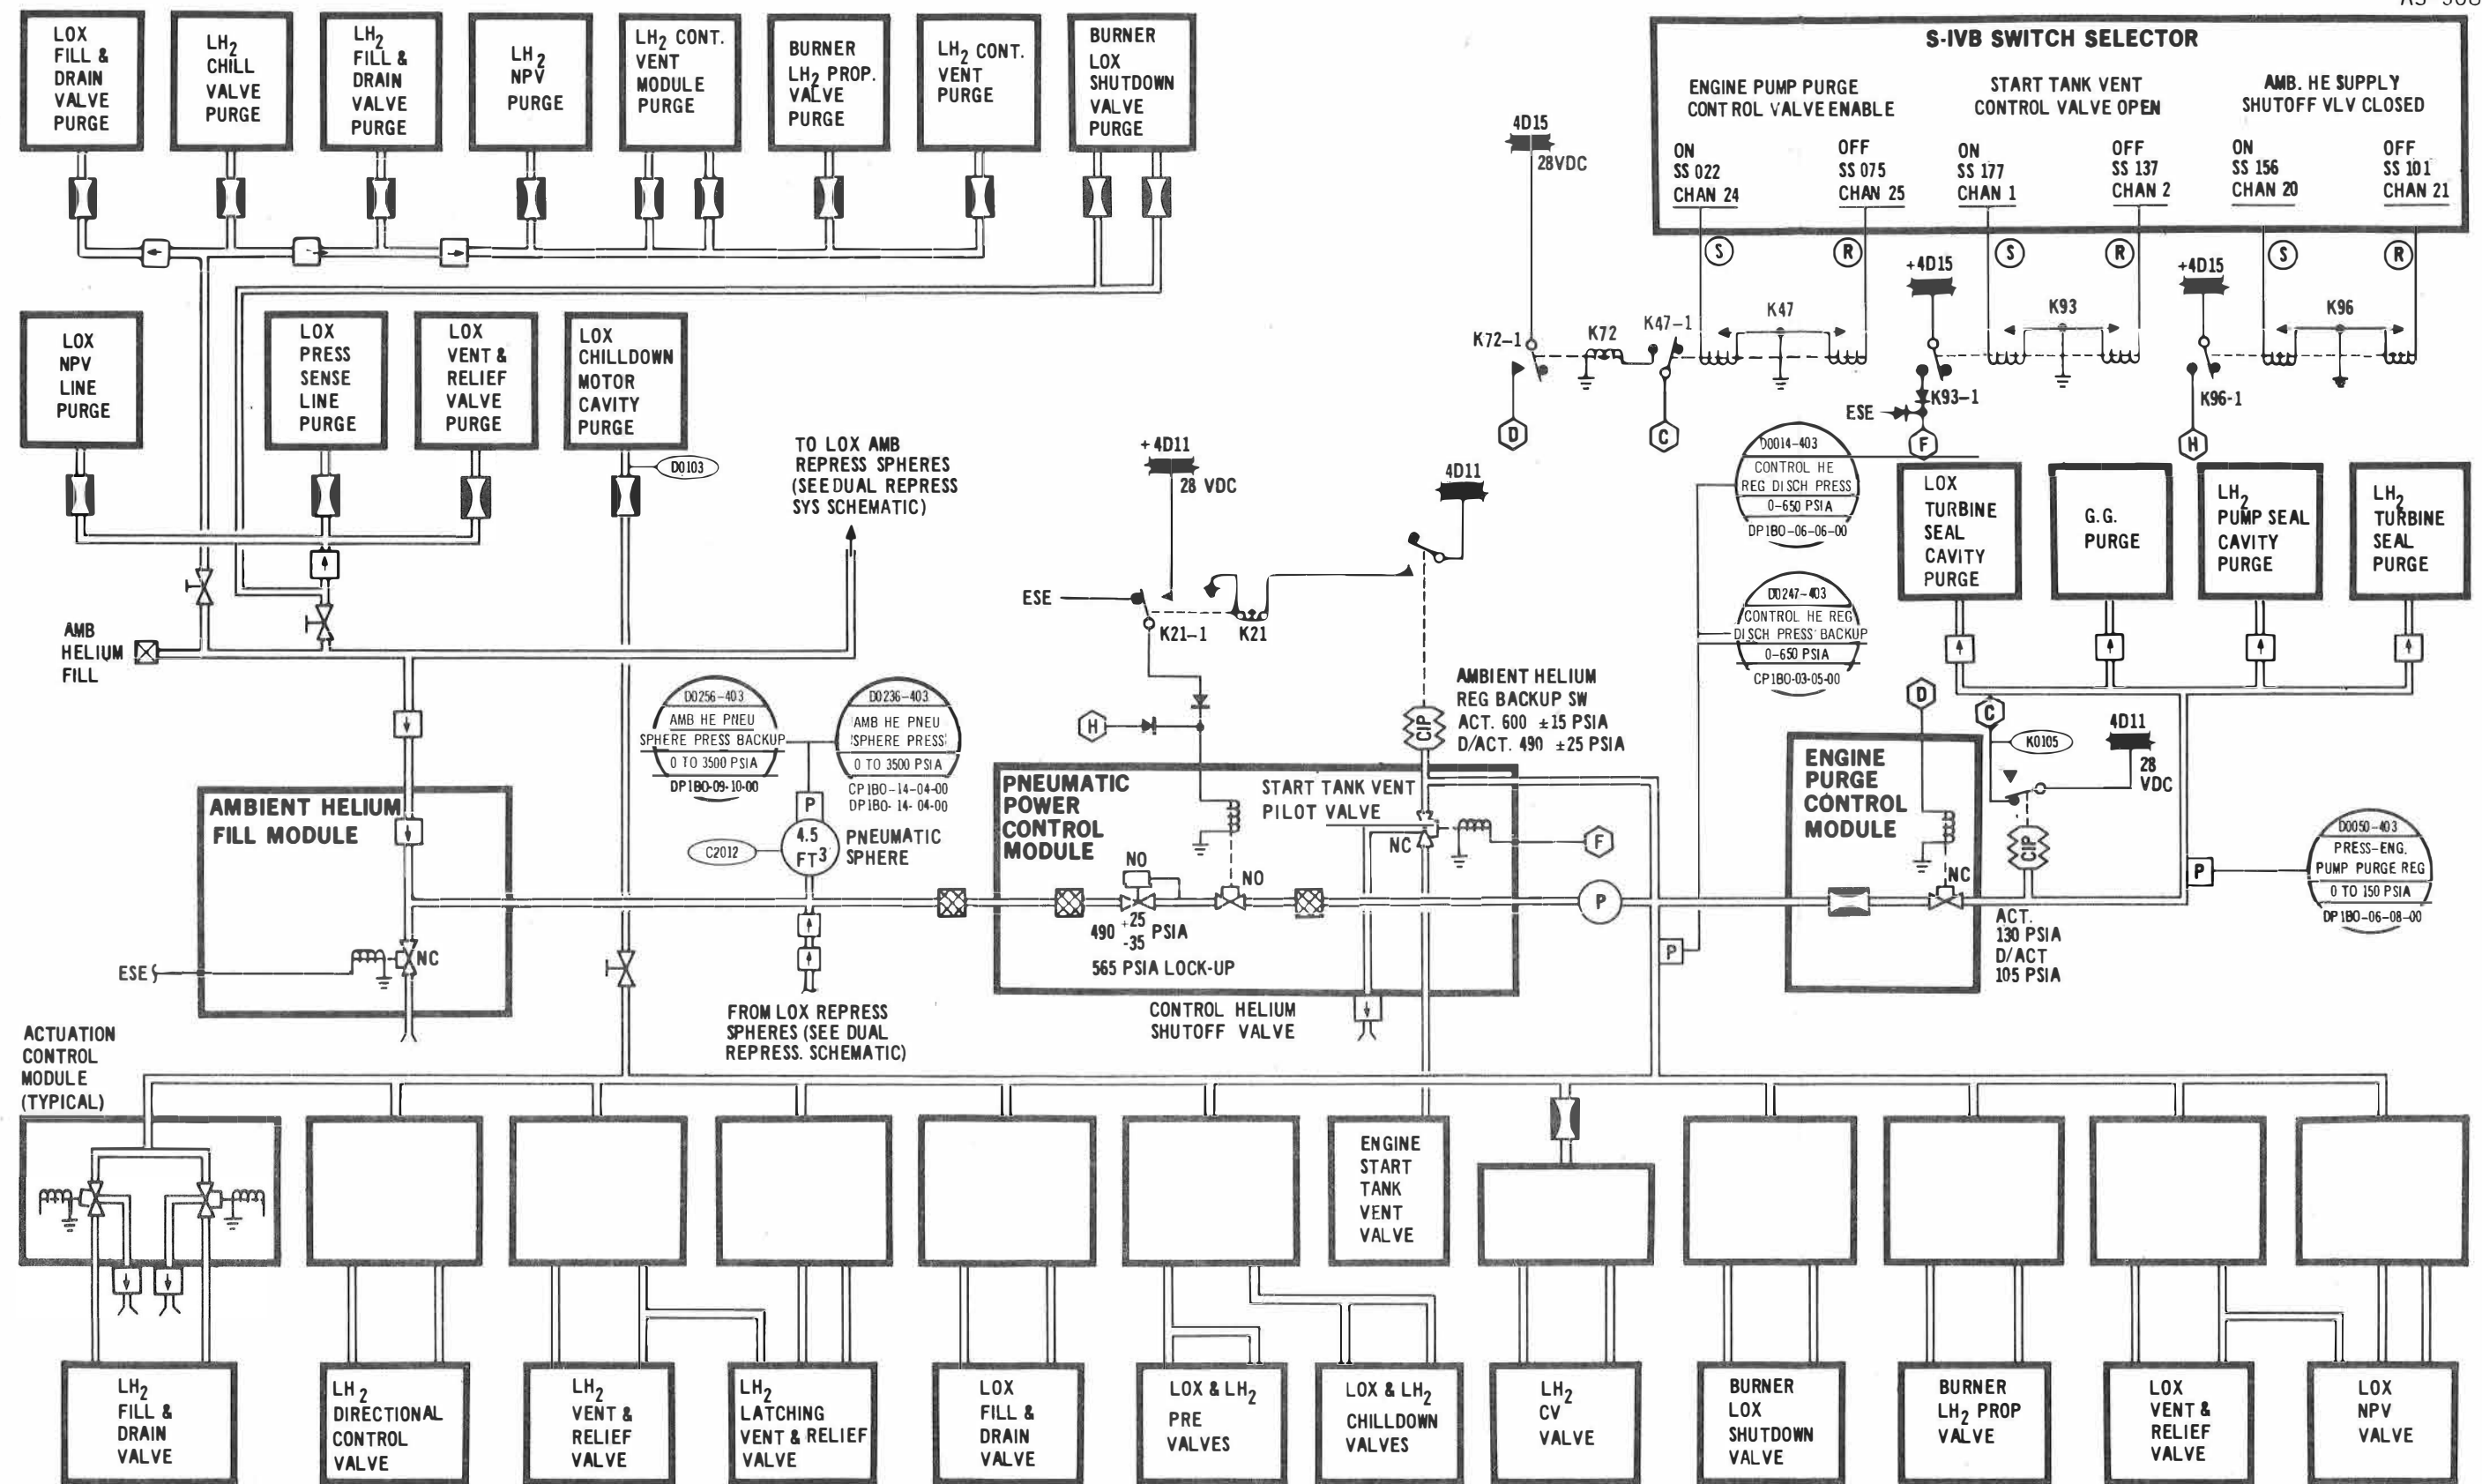 LOX
FILL &
DRAIN
VALVE
PURGE
LH2
CHILL
VALVE
PURGE
LH2
FILL &
DRAIN
VALVE
PURGE
LH2
NPV
PURGE
LH2 CONT.
VENT
MODULE
PURGE
BURNER
LH2 PROP.
VALVE
PURGE
LH2 CONT.
VENT
PURGE
BURNER
LOX
SHUTDOWN
VALVE
PURGE
S-IVB SWITCH SELECTOR
ENGINE PUMP PURGE
CONTROL VALVE ENABLE
START TANK VENT
CONTROL VALVE OPEN
AMB. HE SUPPLY
SHUTOFF VLV CLOSED
ON
SS 022
CHAN 24
OFF
SS 075
CHAN 25
ON
SS 177
CHAN 1
OFF
SS 137
CHAN 2
ON
SS 156
CHAN 20
OFF
SS 101
CHAN 21
S
R
S
R
S
R
4D15
28VDC
K72-1
K72
K47-1
K47
+4D15
K93
K93-1
ESE
+4D15
K96
K96-1
D
C
F
H
LOX
NPV
LINE
PURGE
LOX
PRESS
SENSE
LINE
PURGE
LOX
VENT &
RELIEF
VALVE
PURGE
LOX
CHILLDOWN
MOTOR
CAVITY
PURGE
D0103
TO LOX AMB
REPRESS SPHERES
(SEE DUAL REPRESS
SYS SCHEMATIC)
+ 4D11
28 VDC
4D11
ESE
K21-1
K21
D0014-403
CONTROL HE
REG DISCH PRESS
0-650 PSIA
DP1BO-06-06-00
D0247-403
CONTROL HE REG
DISCH PRESS BACKUP
0-650 PSIA
CP1BO-03-05-00
LOX
TURBINE
SEAL
CAVITY
PURGE
G.G.
PURGE
LH2
PUMP SEAL
CAVITY
PURGE
LH2
TURBINE
SEAL
PURGE
AMB
HELIUM
FILL
D0256-403
AMB HE PNEU
SPHERE PRESS BACKUP
0 TO 3500 PSIA
DP1BO-09-10-00
D0236-403
AMB HE PNEU
SPHERE PRESS
0 TO 3500 PSIA
CP1BO-14-04-00
DP1BO-14-04-00
H
AMBIENT HELIUM
REG BACKUP SW
ACT. 600 ±15 PSIA
D/ACT. 490 ±25 PSIA
CIP
D
C
K0105
4D11
28
VDC
AMBIENT HELIUM
FILL MODULE
P
4.5
FT3
PNEUMATIC
SPHERE
C2012
NC
ESE
PNEUMATIC
POWER
CONTROL
MODULE
START TANK VENT
PILOT VALVE
NC
F
NO
NO
490 +25 -35 PSIA
565 PSIA LOCK-UP
P
P
ENGINE
PURGE
CONTROL
MODULE
NC
CIP
ACT.
130 PSIA
D/ACT
105 PSIA
P
D0050-403
PRESS-ENG.
PUMP PURGE REG
0 TO 150 PSIA
DP1BO-06-08-00
FROM LOX REPRESS
SPHERES (SEE DUAL
REPRESS. SCHEMATIC)
CONTROL HELIUM
SHUTOFF VALVE
ACTUATION
CONTROL
MODULE
(TYPICAL)
ENGINE
START
TANK
VENT
VALVE
LH2
FILL &
DRAIN
VALVE
LH2
DIRECTIONAL
CONTROL
VALVE
LH2
VENT &
RELIEF
VALVE
LH2
LATCHING
VENT & RELIEF
VALVE
LOX
FILL &
DRAIN
VALVE
LOX & LH2
PRE
VALVES
LOX & LH2
CHILLDOWN
VALVES
LH2
CV
VALVE
BURNER
LOX
SHUTDOWN
VALVE
BURNER
LH2 PROP
VALVE
LOX
VENT &
RELIEF
VALVE
LOX
NPV
VALVE